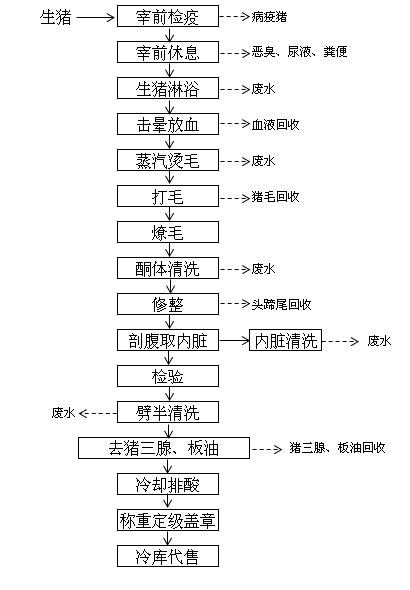 生猪 宰前检疫 病疫猪
宰前休息 恶臭、尿液、粪便
生猪淋浴 废水
击晕放血 血液回收
蒸汽烫毛 废水
打毛 猪毛回收
燎毛
酮体清洗 废水
修整 头蹄尾回收
剖腹取内脏 内脏清洗 废水
检验
废水 劈半清洗
去猪三腺、板油 猪三腺、板油回收
冷却排酸
称重定级盖章
冷库代售